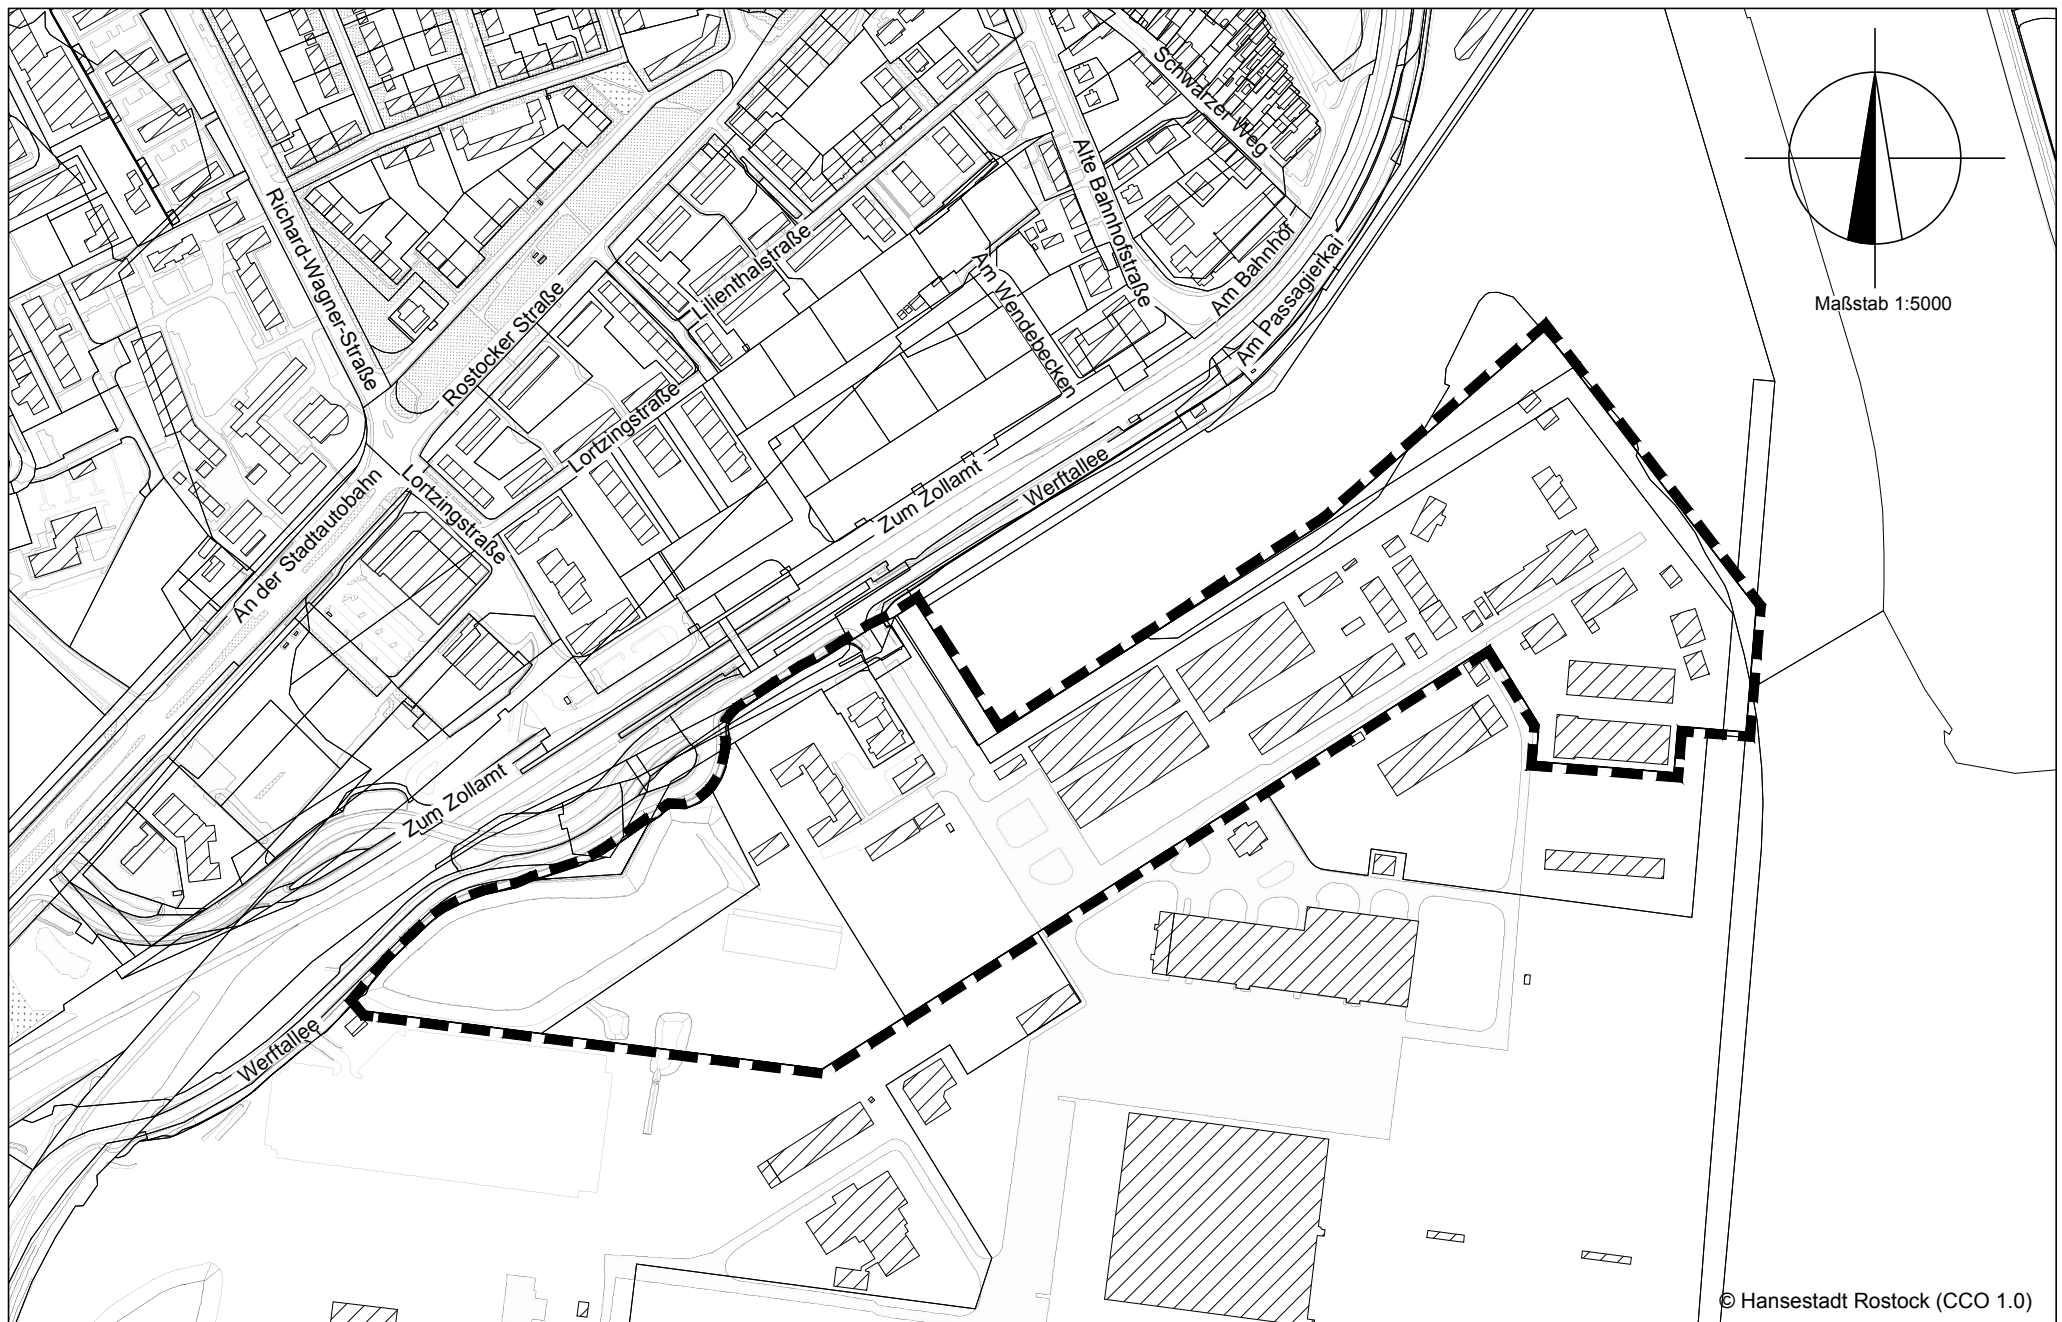 Schwarzer Weg
Alte Bahnhofstraße
Richard-Wagner-Straße
Lilienthalstraße
Am Wendebecken
Am Bahnhof
Am Passagierkai
Rostocker Straße
Maßstab 1:5000
Lortzingstraße
Lortzingstraße
An der Stadtautobahn
Zum Zollamt
Werftallee
Zum Zollamt
Werftallee
© Hansestadt Rostock (CCO 1.0)